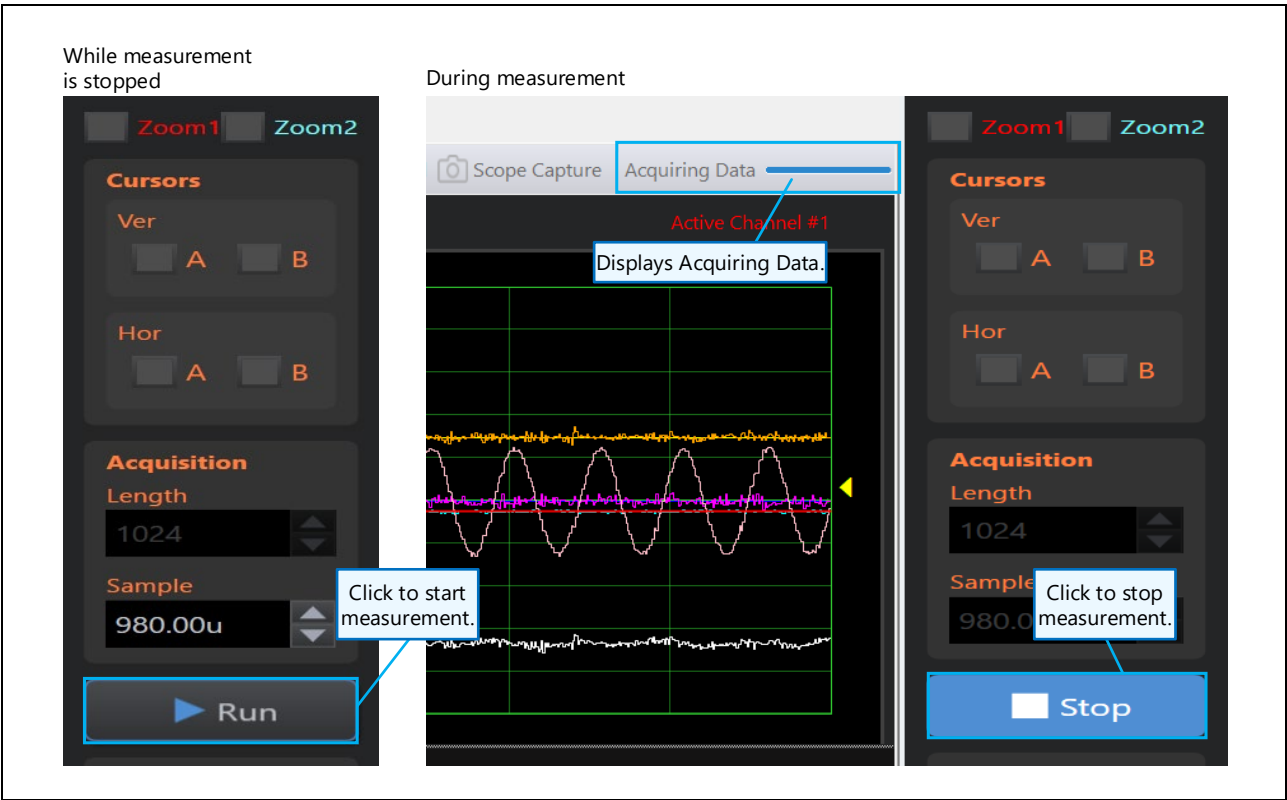 While measurement
is stopped
Zoom1 Zoom2
Cursors
Ver
A B
Hor
A B
Acquisition
Length
1024
Sample
980.00u
Run
Click to start
measurement.
During measurement
Scope Capture Acquiring Data
Active Channel #1
Displays Acquiring Data.
Zoom1 Zoom2
Cursors
Ver
A B
Hor
A B
Acquisition
Length
1024
Sample
980.0
Click to stop
measurement.
Stop